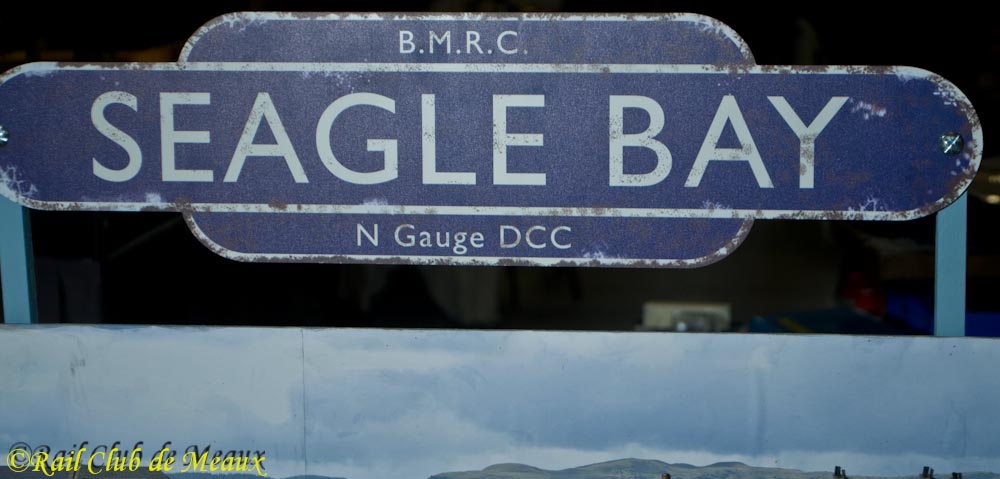 B.M.R.C.
SEAGLE BAY
N Gauge DCC
©Rail Club de Meaux